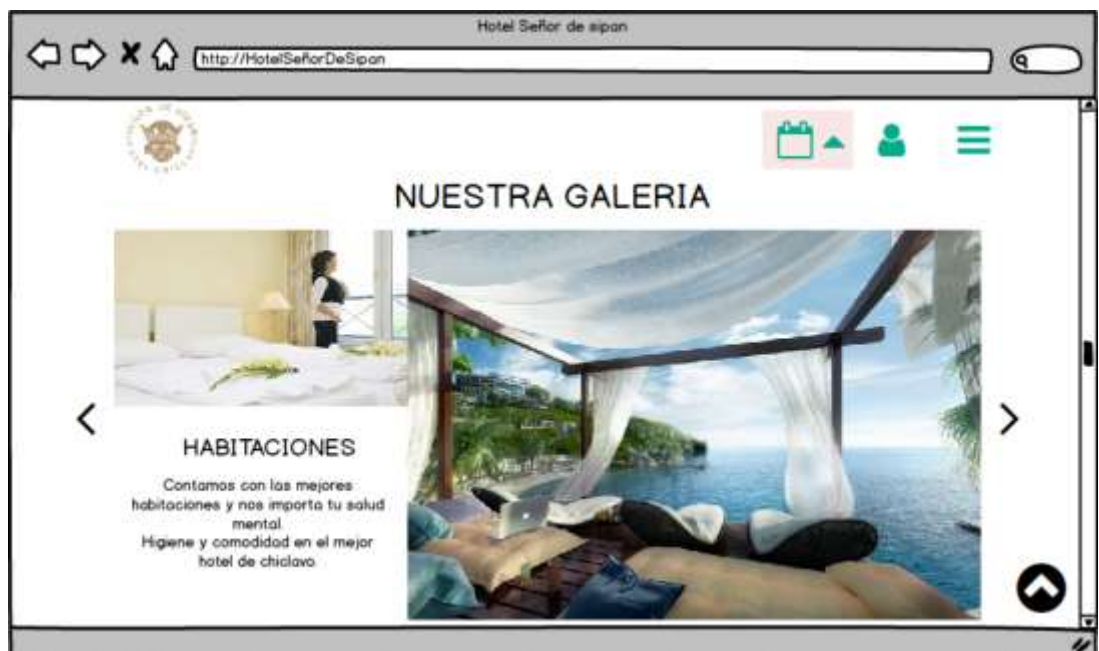 Hotel Señor de sipan
http://HotelSeñorDeSipan
NUESTRA GALERIA
HABITACIONES
Contamos con las mejores
habitaciones y nos importa tu salud
mental.
Higiene y comodidad en el mejor
hotel de chiclavo.